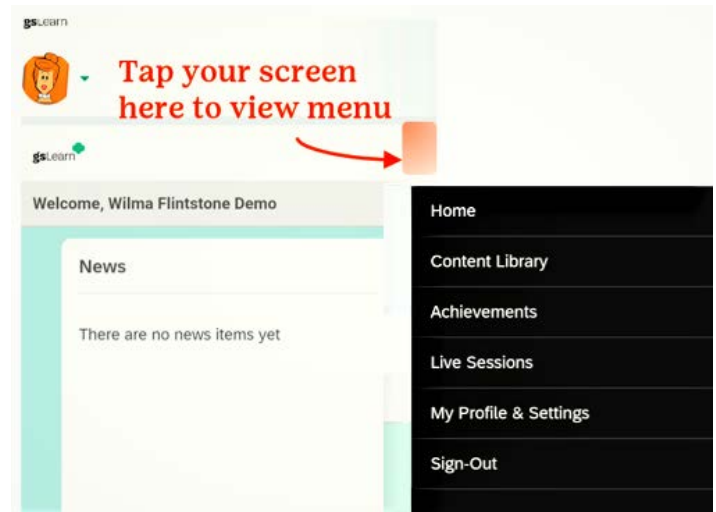 gsLearn
Tap your screen
here to view menu
gsLearn
Welcome, Wilma Flintstone Demo
News
There are no news items yet
Home
Content Library
Achievements
Live Sessions
My Profile & Settings
Sign-Out